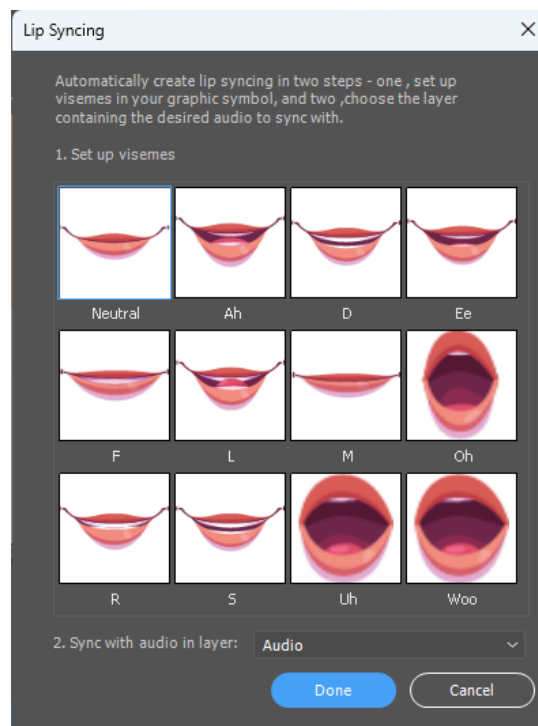 Lip Syncing
Automatically create lip syncing in two steps - one , set up
visemes in your graphic symbol, and two ,choose the layer
containing the desired audio to sync with.
1. Set up visemes
Neutral Ah D Ee
F L M Oh
R S Uh Woo
2. Sync with audio in layer: Audio
Done Cancel